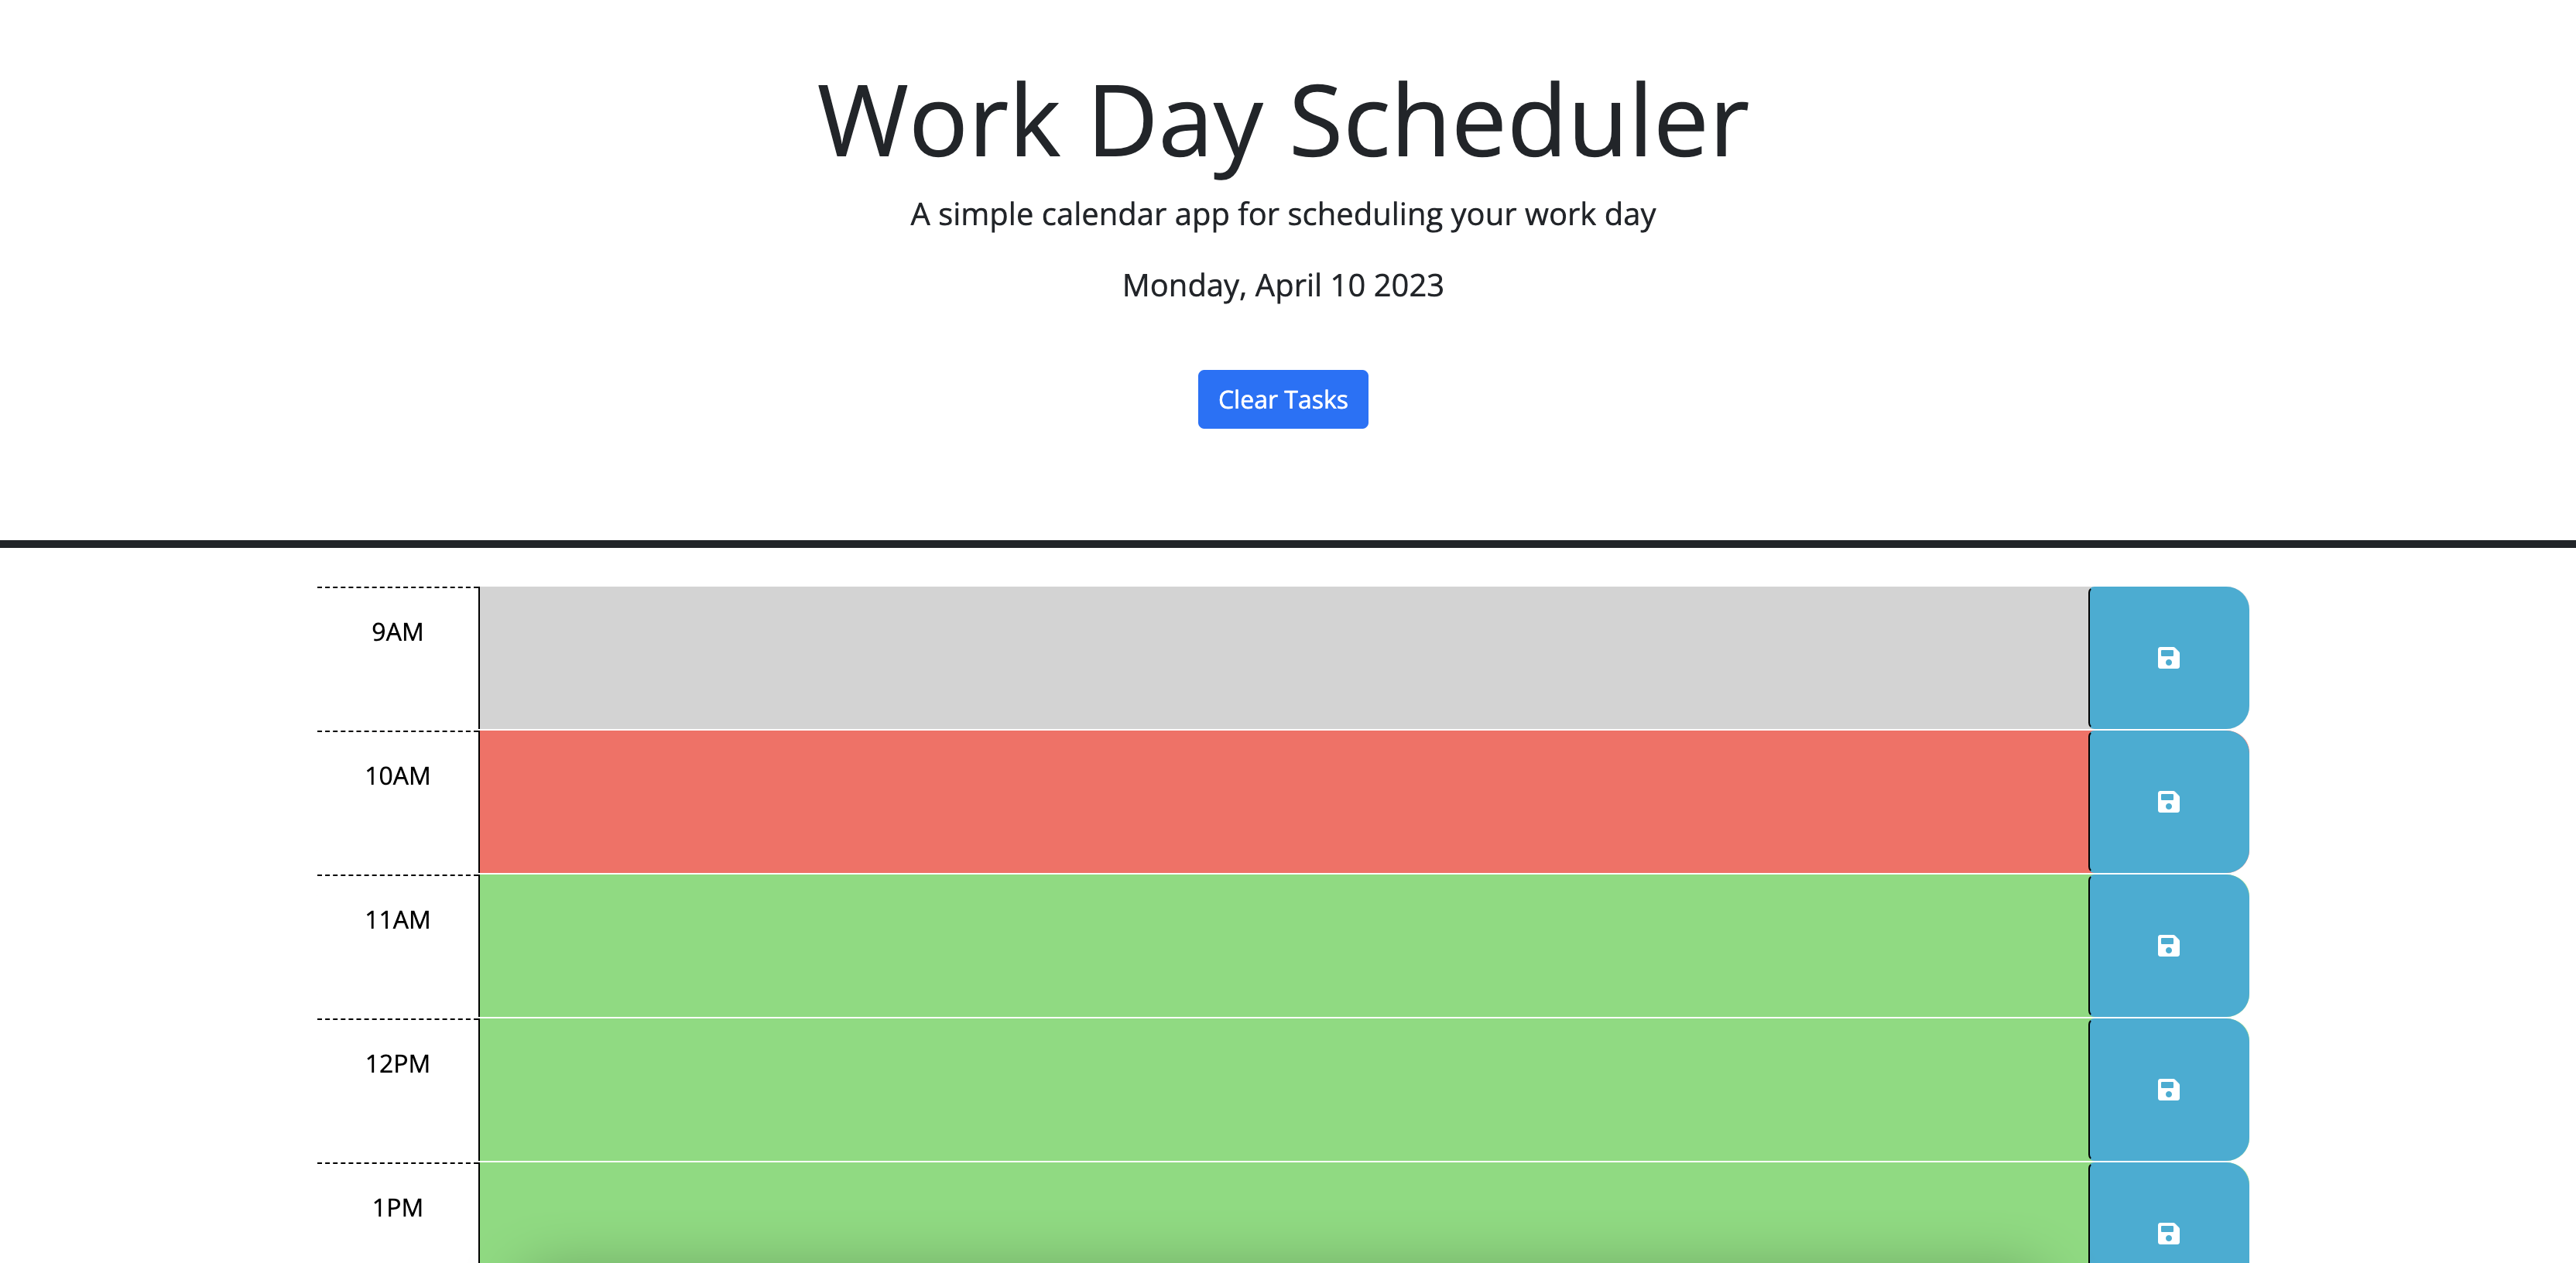 Work Day Scheduler
A simple calendar app for scheduling your work day
Monday, April 10 2023
Clear Tasks
9AM
10AM
11AM
12PM
1PM